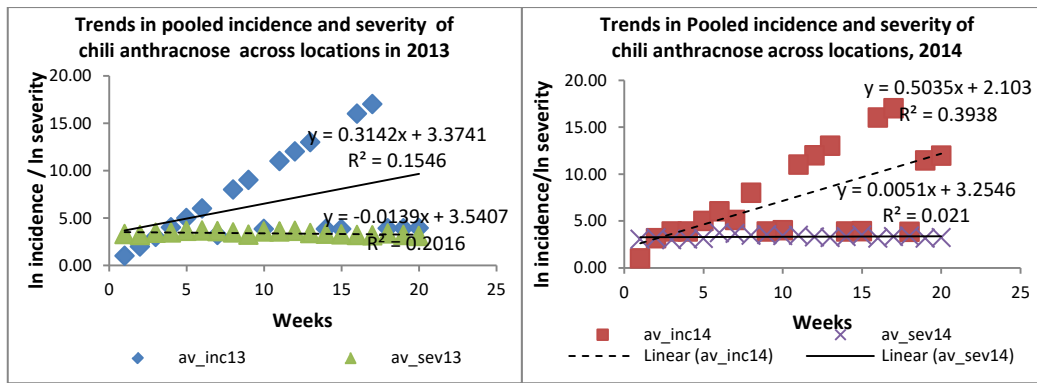 Trends in pooled incidence and severity of
chili anthracnose across locations in 2013
20.00
15.00
10.00
5.00
0.00
0 5 10 15 20 25
ln incidence / ln severity
Weeks
y = 0.3142x + 3.3741
R² = 0.1546
y = -0.0139x + 3.5407
R² = 0.2016
av_inc13 av_sev13
Trends in Pooled incidence and severity of
chili anthracnose across locations, 2014
20.00
15.00
10.00
5.00
0.00
0 5 10 15 20 25
ln incidence/ln severity
Weeks
y = 0.5035x + 2.103
R² = 0.3938
y = 0.0051x + 3.2546
R² = 0.021
av_inc14 av_sev14
Linear (av_inc14) Linear (av_sev14)